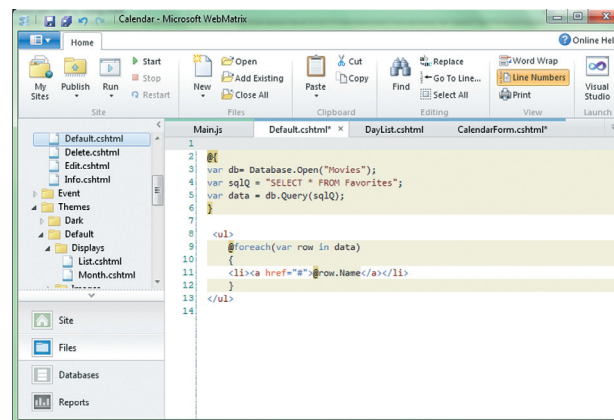 Calendar - Microsoft WebMatrix
Home
Online Hel
My Sites
Publish
Run
Start
Stop
Restart
Site
New
Open
Add Existing
Close All
Files
Paste
Cut
Copy
Clipboard
Find
Replace
Go To Line...
Select All
Editing
Word Wrap
Line Numbers
Print
View
Visual Studio
Launch
Default.cshtml
Delete.cshtml
Edit.cshtml
Info.cshtml
Event
Themes
Dark
Default
Displays
List.cshtml
Month.cshtml
Site
Files
Databases
Reports
Main.js Default.cshtml* × DayList.cshtml CalendarForm.cshtml*
1
2 @{
3 var db= Database.Open("Movies");
4 var sqlQ = "SELECT * FROM Favorites";
5 var data = db.Query(sqlQ);
6 }
7
8 <ul>
9 @foreach(var row in data)
10 {
11 <li><a href="#">@row.Name</a></li>
12 }
13 </ul>
14